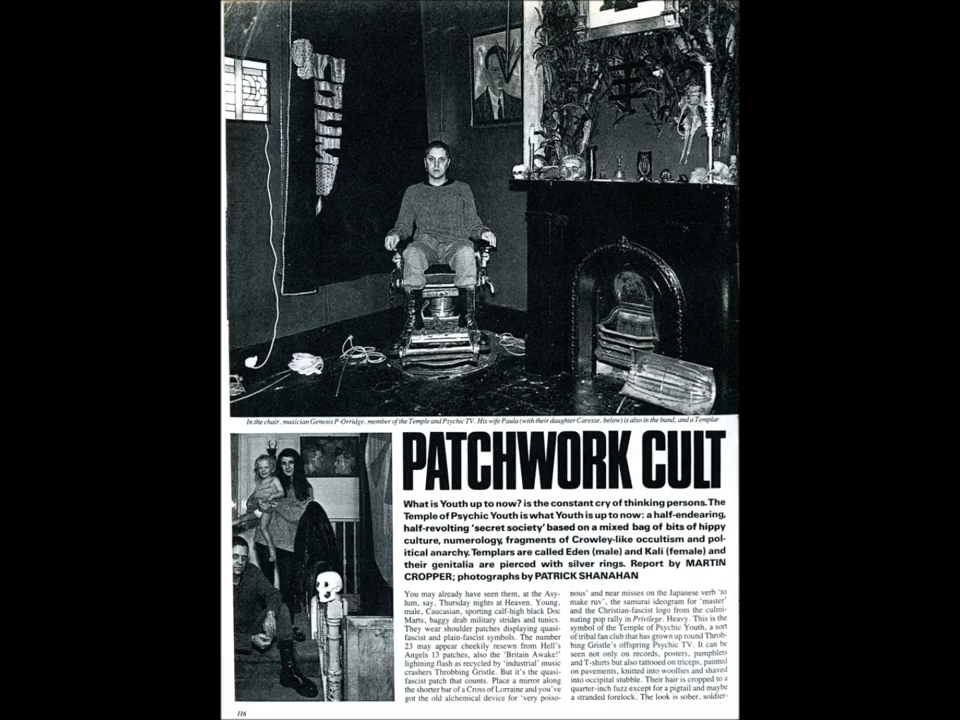 In the chair, musician Genesis P-Orridge, member of the Temple and Psychic TV. His wife Paula (with their daughter Caresse, below) is also in the band, and a Templar
PATCHWORK CULT
What is Youth up to now? is the constant cry of thinking persons. The
Temple of Psychic Youth is what Youth is up to now: a half-endearing,
half-revolting 'secret society' based on a mixed bag of bits of hippy
culture, numerology, fragments of Crowley-like occultism and pol-
itical anarchy. Templars are called Eden (male) and Kali (female) and
their genitalia are pierced with silver rings. Report by MARTIN
CROPPER; photographs by PATRICK SHANAHAN
You may already have seen them, at the Asy-
lum, say, Thursday nights at Heaven. Young,
male, Caucasian, sporting calf-high black Doc
Marts, baggy drab military strides and tunics.
They wear shoulder patches displaying quasi-
fascist and plain-fascist symbols. The number
23 may appear cheekily resewn from Hell's
Angels 13 patches, also the 'Britain Awake!'
lightning flash as recycled by 'industrial' music
crashers Throbbing Gristle. But it's the quasi-
fascist patch that counts. Place a mirror along
the shorter bar of a Cross of Lorraine and you've
got the old alchemical device for 'very poiso-
nous' and near misses on the Japanese verb 'to
make ruv', the samurai ideogram for 'master'
and the Christian-fascist logo from the culmi-
nating pop rally in Privilege. Heavy. This is the
symbol of the Temple of Psychic Youth, a sort
of tribal fan club that has grown up round Throb-
bing Gristle's offspring Psychic TV. It can be
seen not only on records, posters, pamphlets
and T-shirts but also tattooed on triceps, painted
on pavements, knitted into woollies and shaved
into occipital stubble. Their hair is cropped to a
quarter-inch fuzz except for a pigtail and maybe
a stranded forelock. The look is sober, soldier-
116